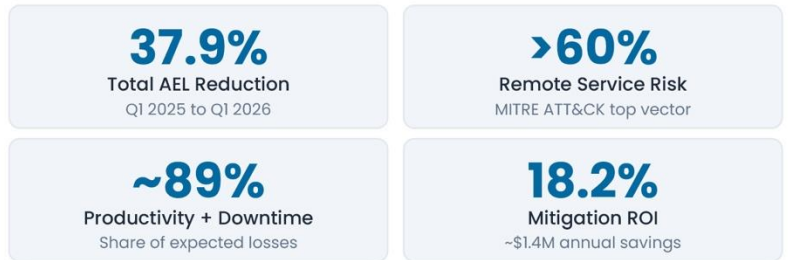 37.9%
Total AEL Reduction
Q1 2025 to Q1 2026
>60%
Remote Service Risk
MITRE ATT&CK top vector
~89%
Productivity + Downtime
Share of expected losses
18.2%
Mitigation ROI
~$1.4M annual savings